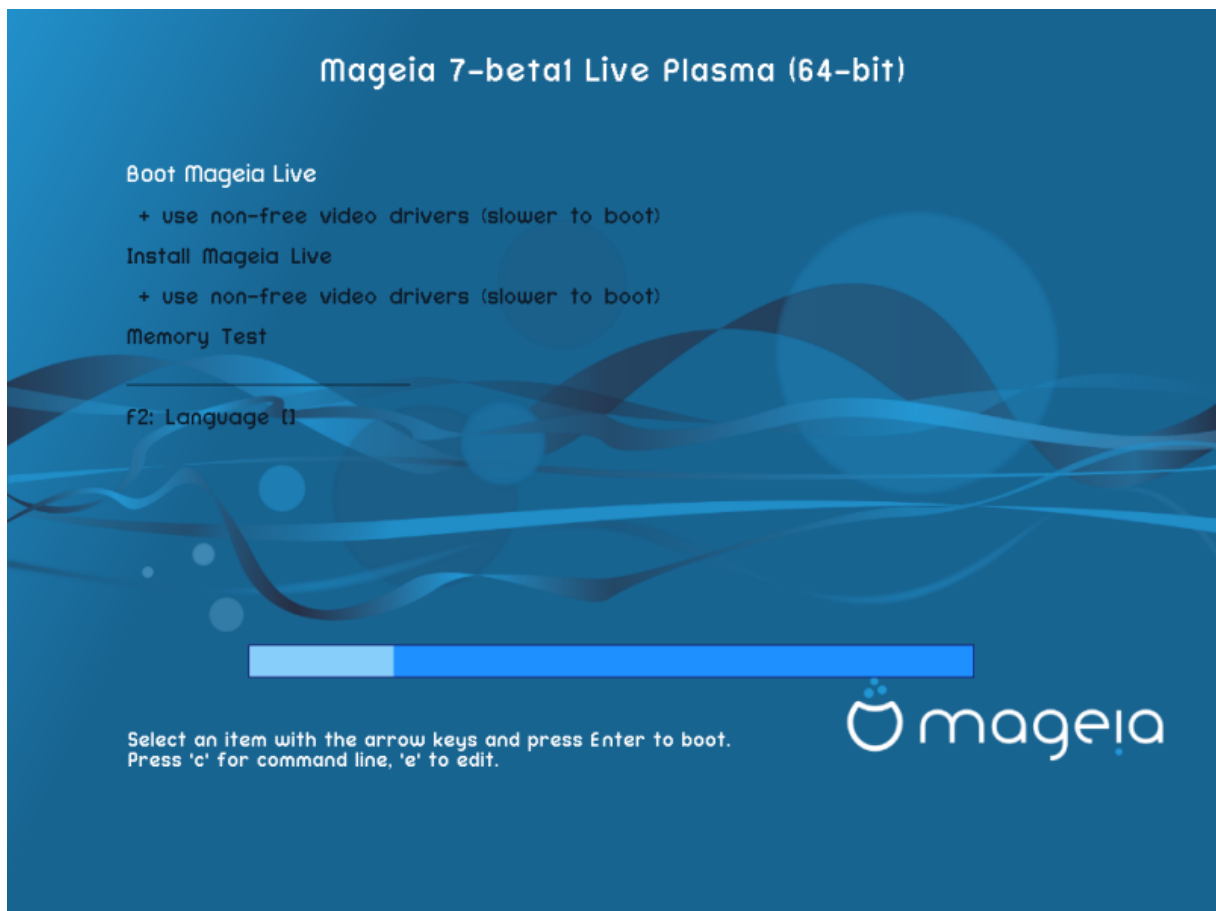 Mageia 7-beta1 Live Plasma (64-bit)
Boot Mageia Live
+ use non-free video drivers (slower to boot)
Install Mageia Live
+ use non-free video drivers (slower to boot)
Memory Test
F2: Language []
Select an item with the arrow keys and press Enter to boot.
Press 'c' for command line, 'e' to edit.
mageia